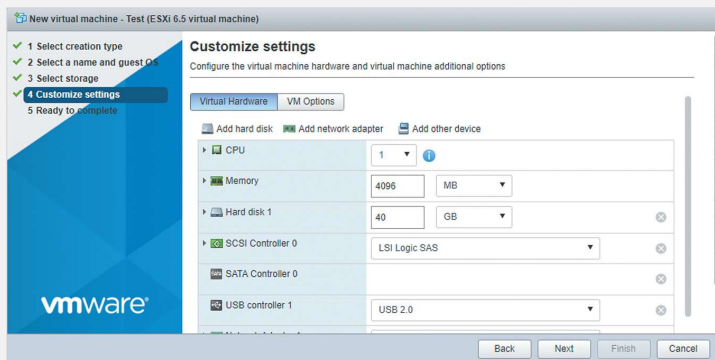 New virtual machine - Test (ESXi 6.5 virtual machine)
1 Select creation type
2 Select a name and guest OS
3 Select storage
4 Customize settings
5 Ready to complete
vmware®
Customize settings
Configure the virtual machine hardware and virtual machine additional options
Virtual Hardware VM Options
Add hard disk Add network adapter Add other device
CPU 1
Memory 4096 MB
Hard disk 1 40 GB
SCSI Controller 0 LSI Logic SAS
SATA Controller 0
USB controller 1 USB 2.0
Back Next Finish Cancel